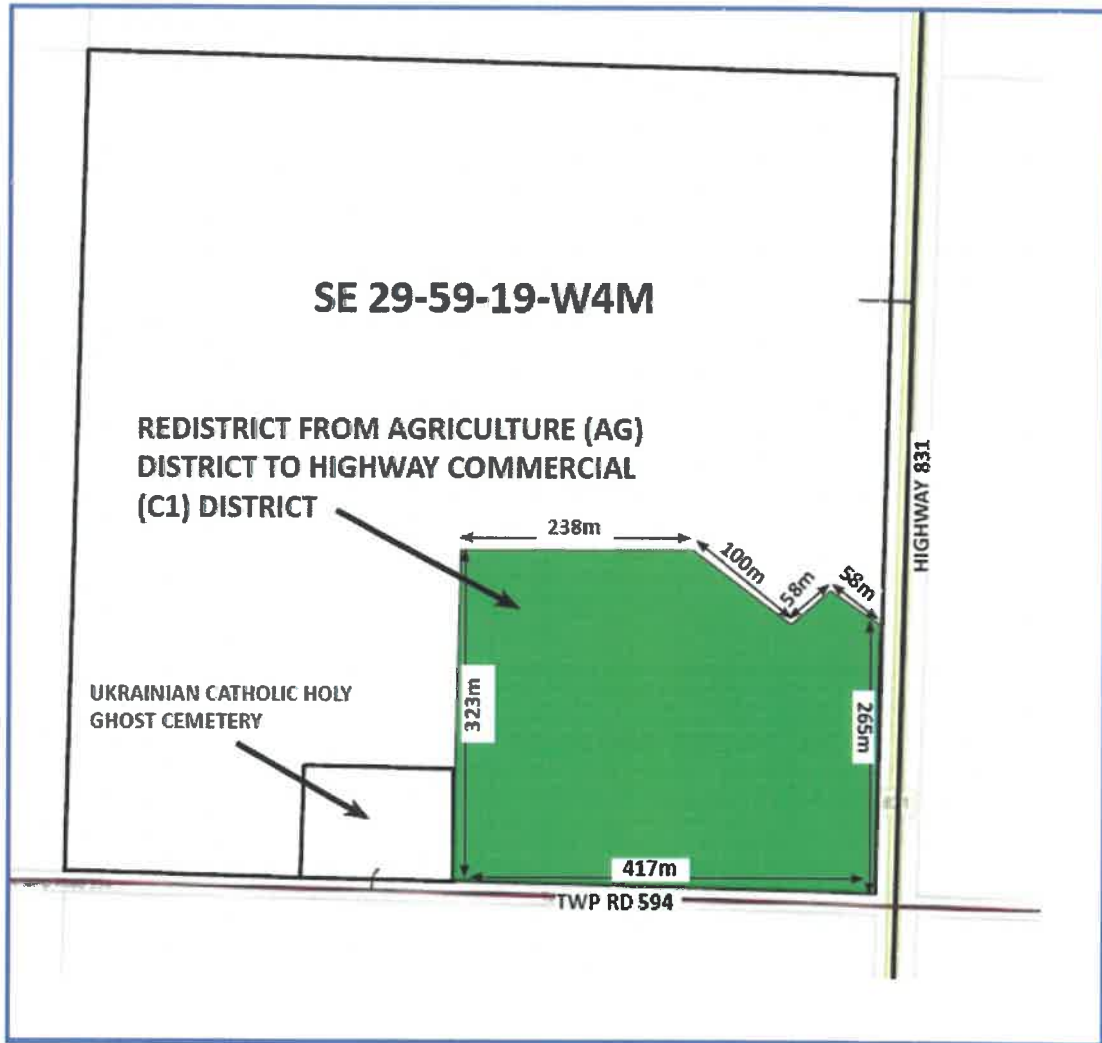 SE 29-59-19-W4M
REDISTRICT FROM AGRICULTURE (AG)
DISTRICT TO HIGHWAY COMMERCIAL
(C1) DISTRICT
HIGHWAY 831
238m
100m
58m
58m
323m
265m
UKRAINIAN CATHOLIC HOLY
GHOST CEMETERY
831
417m
TWP RD 594